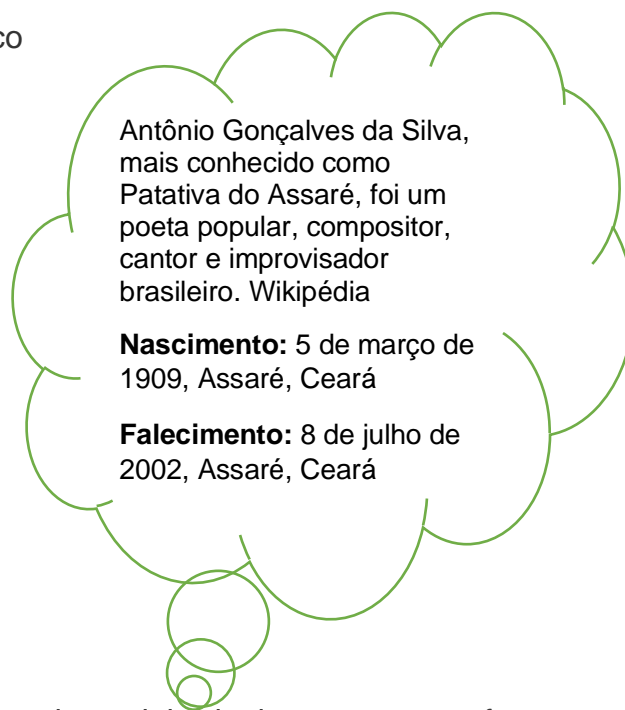 co
Antônio Gonçalves da Silva,
mais conhecido como
Patativa do Assaré, foi um
poeta popular, compositor,
cantor e improvisador
brasileiro. Wikipédia
Nascimento: 5 de março de
1909, Assaré, Ceará
Falecimento: 8 de julho de
2002, Assaré, Ceará